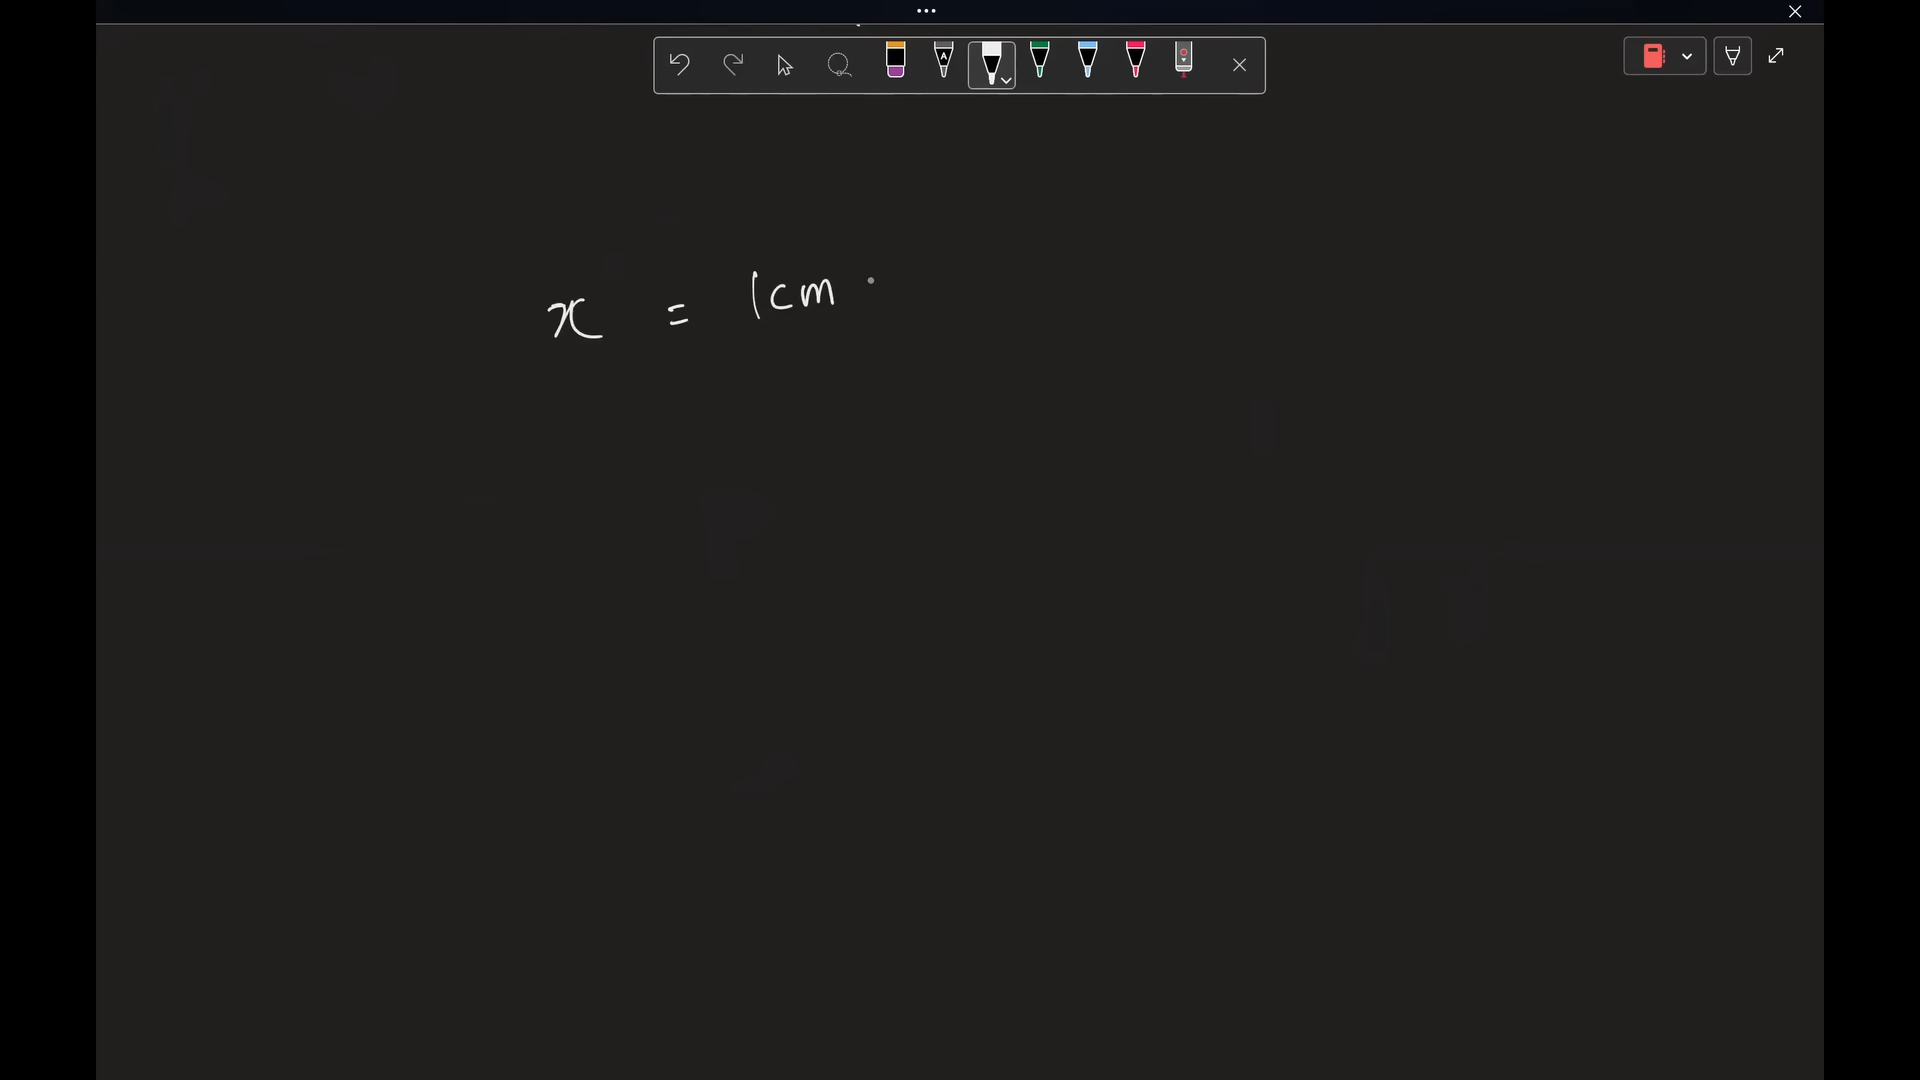 x = 1cm